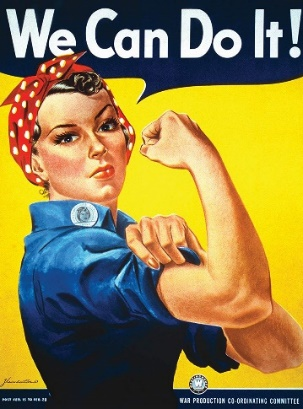 We Can Do It!
WAR PRODUCTION CO-ORDINATING COMMITTEE